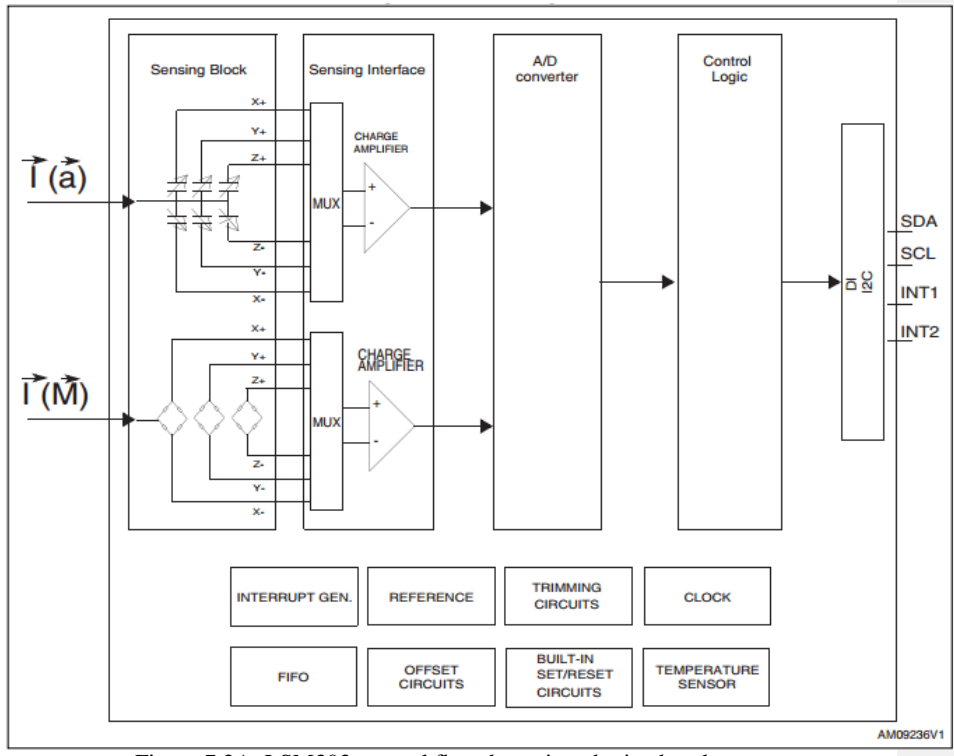 Sensing Block
Sensing Interface
A/D
converter
Control
Logic
X+
Y+
Z+
CHARGE
AMPLIFIER
I (a)
MUX
+
-
Z-
Y-
X-
SDA
SCL
DI
I2C
INT1
INT2
X+
Y+
Z+
CHARGE
AMPLIFIER
I (M)
MUX
+
-
Z-
Y-
X-
INTERRUPT GEN.
REFERENCE
TRIMMING
CIRCUITS
CLOCK
FIFO
OFFSET
CIRCUITS
BUILT-IN
SET/RESET
CIRCUITS
TEMPERATURE
SENSOR
AM09236V1